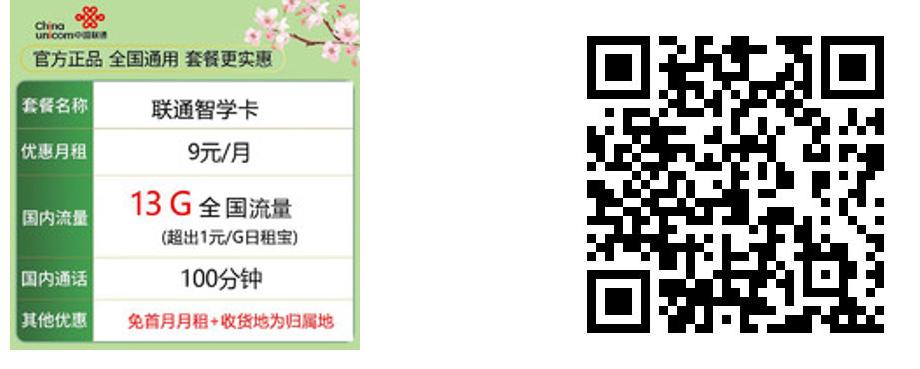 China
unicom中国联通
官方正品 全国通用 套餐更实惠
套餐名称 联通智学卡
优惠月租 9元/月
国内流量 13 G 全国流量
(超出1元/G日租宝)
国内通话 100分钟
其他优惠 免首月月租+收货地为归属地